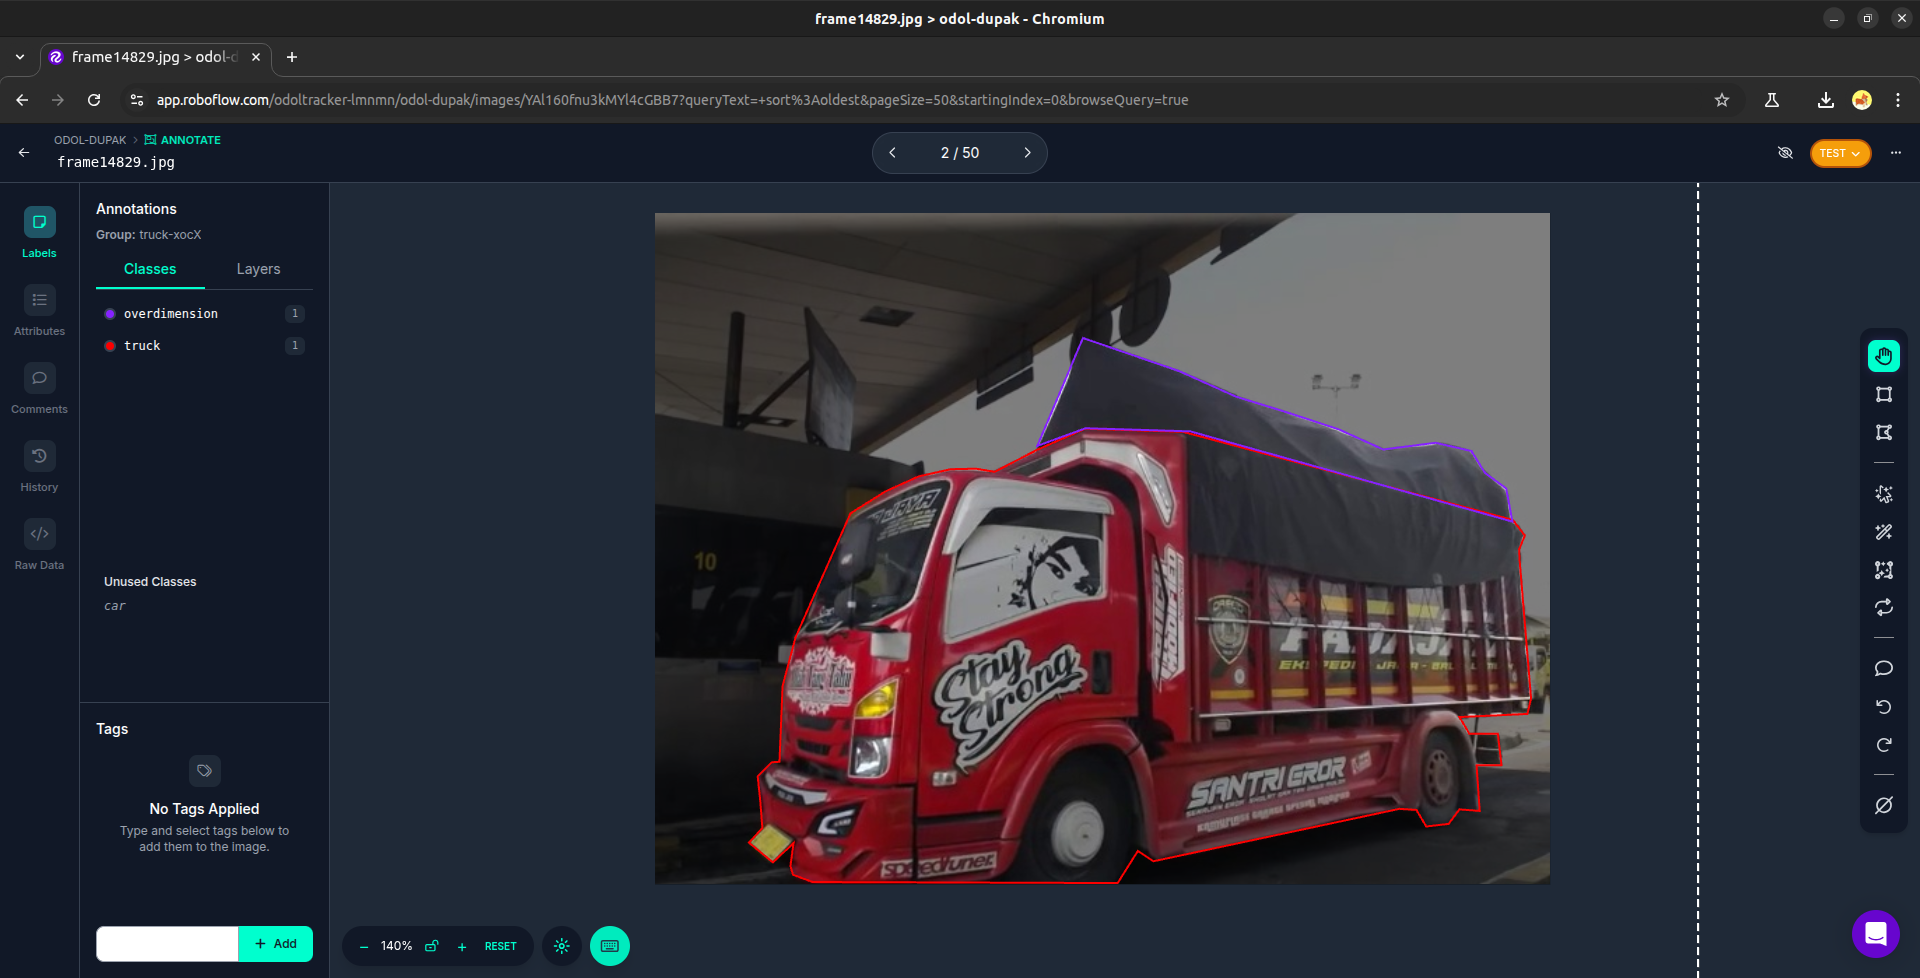 frame14829.jpg > odol-dupak - Chromium
frame14829.jpg > odol-d
app.roboflow.com/odoltracker-lmnmn/odol-dupak/images/YAl160fnu3kMYl4cGBB7?queryText=+sort%3Aoldest&pageSize=50&startingIndex=0&browseQuery=true
ODOL-DUPAK > ANNOTATE
frame14829.jpg
2 / 50
TEST
Labels
Attributes
Comments
History
Raw Data
Annotations
Group: truck-xocX
Classes Layers
overdimension 1
truck 1
Unused Classes
car
Tags
No Tags Applied
Type and select tags below to
add them to the image.
+ Add
140%
RESET
10
JAYA
Stay
Strong
MODIFIED
SANTRI EROR
speedtuner